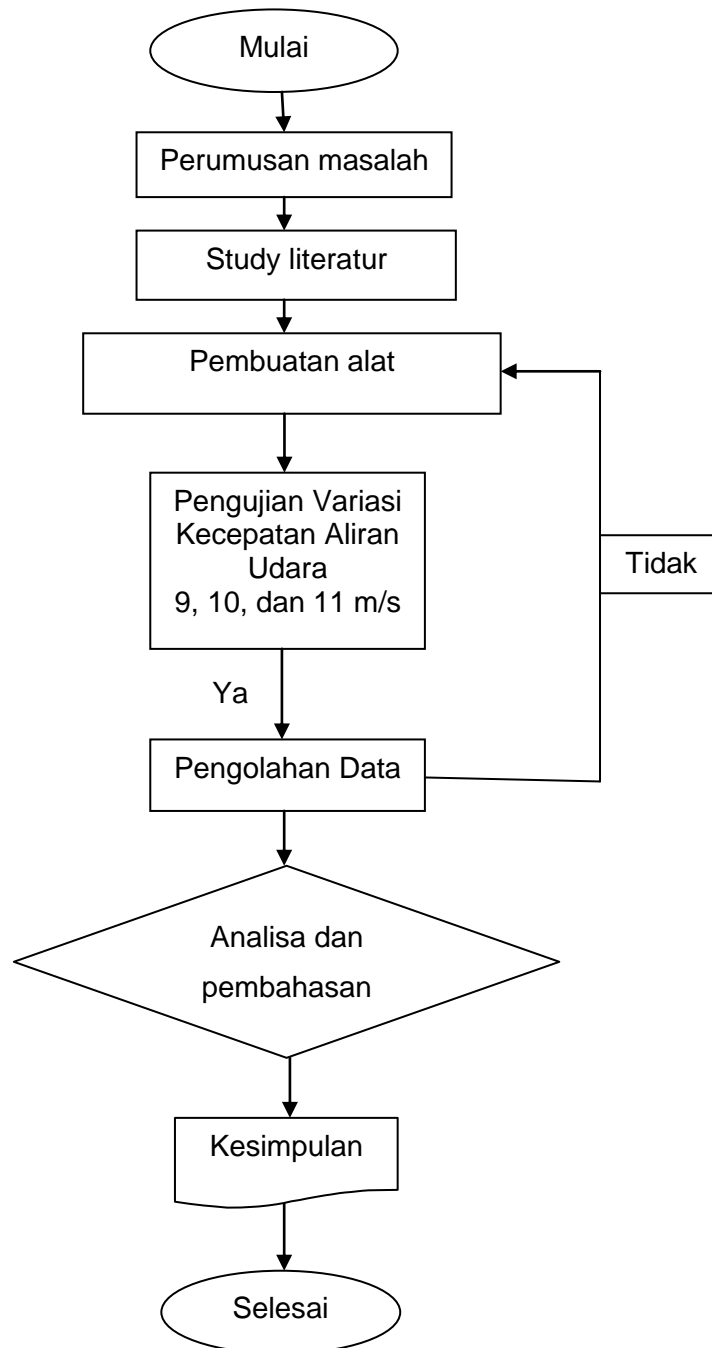 Mulai
Perumusan masalah
Study literatur
Pembuatan alat
Pengujian Variasi
Kecepatan Aliran
Udara
9, 10, dan 11 m/s
Tidak
Ya
Pengolahan Data
Analisa dan
pembahasan
Kesimpulan
Selesai